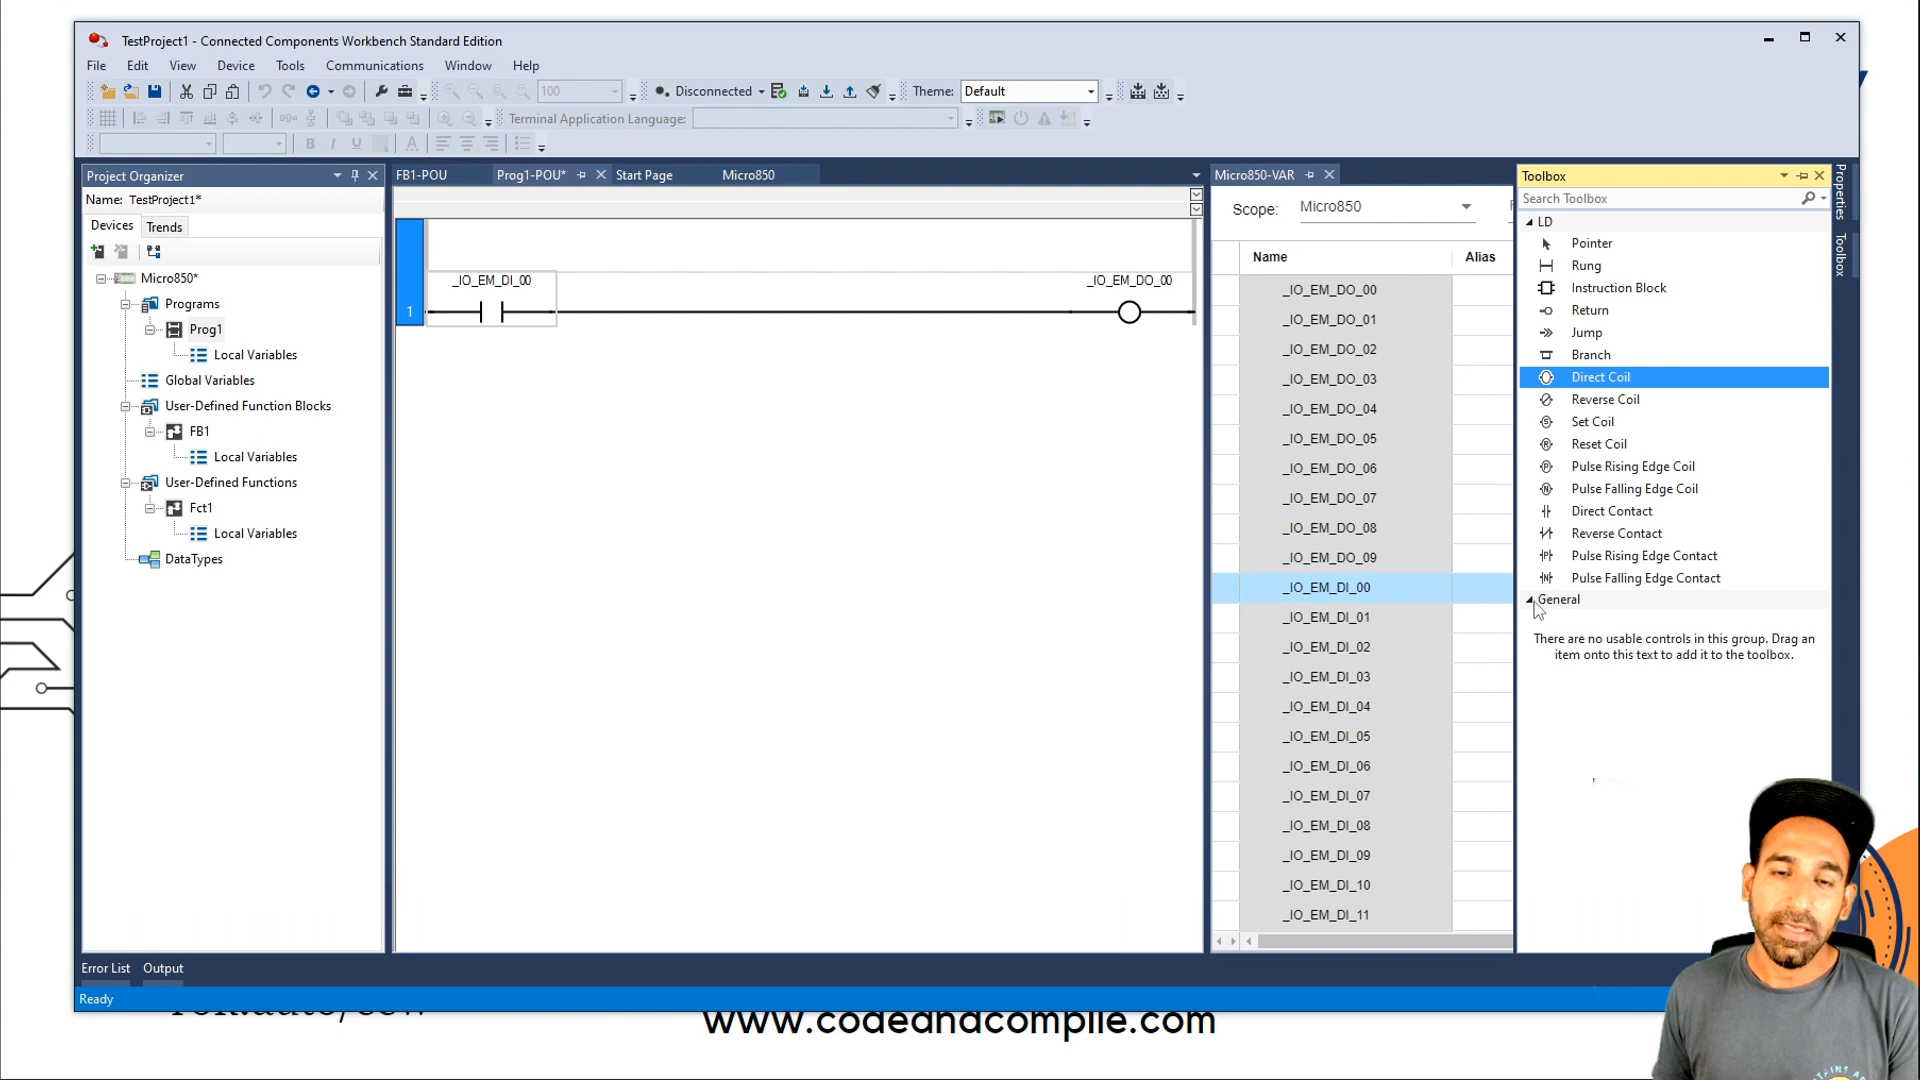 TestProject1 - Connected Components Workbench Standard Edition
File Edit View Device Tools Communications Window Help
100 Disconnected Theme: Default
Terminal Application Language:
B I U A
Project Organizer
Name: TestProject1*
Devices Trends
Micro850*
Programs
Prog1
Local Variables
Global Variables
User-Defined Function Blocks
FB1
Local Variables
User-Defined Functions
Fct1
Local Variables
DataTypes
FB1-POU Prog1-POU* Start Page Micro850
_IO_EM_DI_00 _IO_EM_DO_00
1
Micro850-VAR
Scope: Micro850
Name Alias
_IO_EM_DO_00
_IO_EM_DO_01
_IO_EM_DO_02
_IO_EM_DO_03
_IO_EM_DO_04
_IO_EM_DO_05
_IO_EM_DO_06
_IO_EM_DO_07
_IO_EM_DO_08
_IO_EM_DO_09
_IO_EM_DI_00
_IO_EM_DI_01
_IO_EM_DI_02
_IO_EM_DI_03
_IO_EM_DI_04
_IO_EM_DI_05
_IO_EM_DI_06
_IO_EM_DI_07
_IO_EM_DI_08
_IO_EM_DI_09
_IO_EM_DI_10
_IO_EM_DI_11
Toolbox
Search Toolbox
LD
Pointer
Rung
Instruction Block
Return
Jump
Branch
Direct Coil
Reverse Coil
Set Coil
Reset Coil
Pulse Rising Edge Coil
Pulse Falling Edge Coil
Direct Contact
Reverse Contact
Pulse Rising Edge Contact
Pulse Falling Edge Contact
General
There are no usable controls in this group. Drag an
item onto this text to add it to the toolbox.
Properties
Toolbox
Error List Output
Ready
www.codeandcompile.com